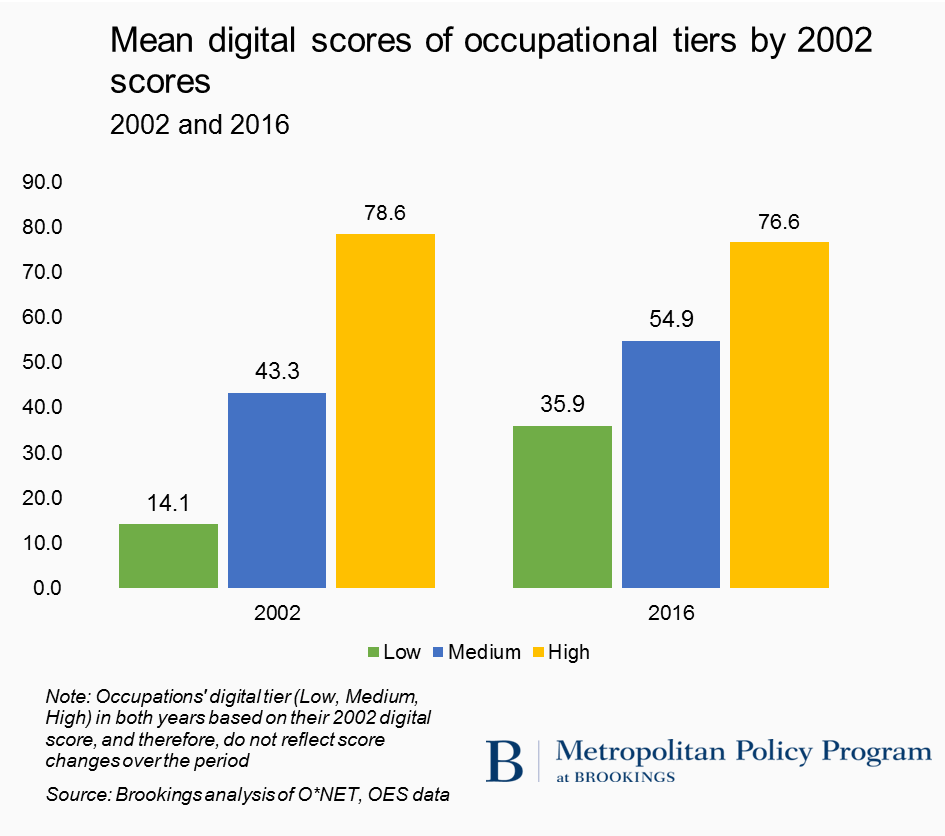 Mean digital scores of occupational tiers by 2002
scores
2002 and 2016
90.0
80.0
70.0
60.0
50.0
40.0
30.0
20.0
10.0
0.0
14.1
43.3
78.6
35.9
54.9
76.6
2002
2016
Low Medium High
Note: Occupations' digital tier (Low, Medium,
High) in both years based on their 2002 digital
score, and therefore, do not reflect score
changes over the period
Source: Brookings analysis of O*NET, OES data
B Metropolitan Policy Program
at BROOKINGS